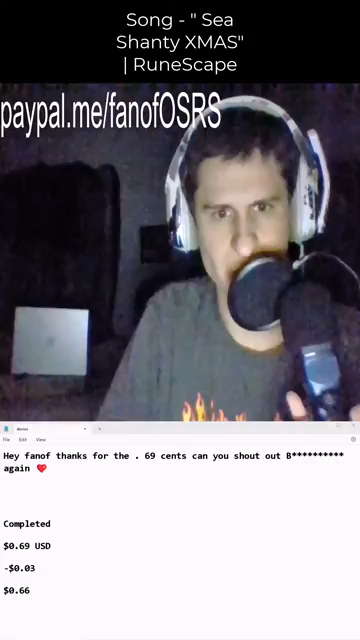 Song - " Sea
Shanty XMAS"
| RuneScape
paypal.me/fanofOSRS
File Edit View
Hey fanof thanks for the . 69 cents can you shout out B**********
again ❤️
Completed
$0.69 USD
-$0.03
$0.66